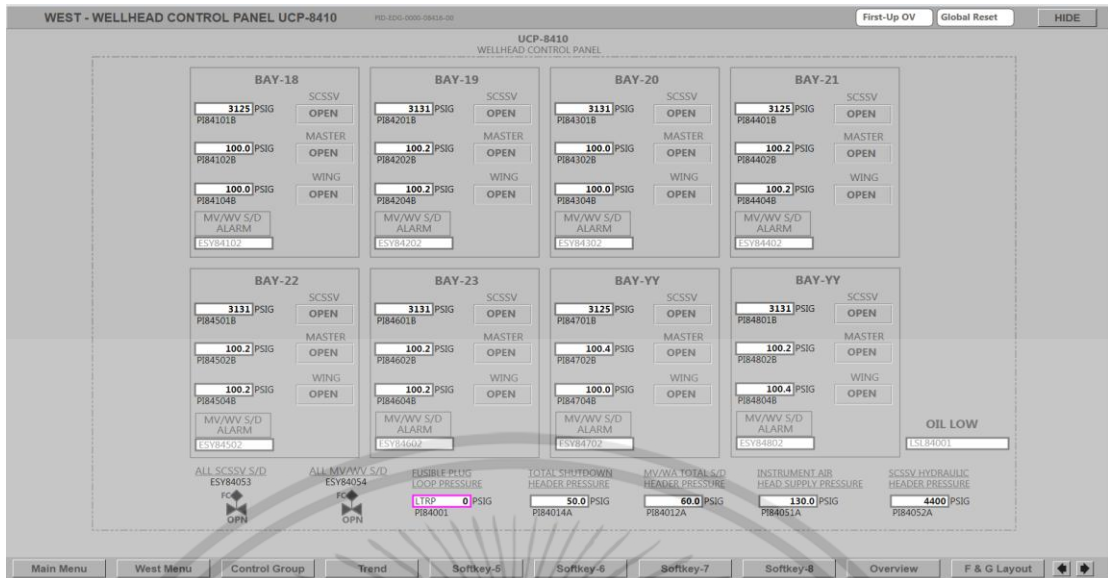 WEST - WELLHEAD CONTROL PANEL UCP-8410 PID-EDG-0000-08416-00 First-Up OV Global Reset HIDE
UCP-8410
WELLHEAD CONTROL PANEL
BAY-18 BAY-19 BAY-20 BAY-21
SCSSV SCSSV SCSSV SCSSV
3125 PSIG OPEN 3131 PSIG OPEN 3131 PSIG OPEN 3125 PSIG OPEN
PI84101B PI84201B PI84301B PI84401B
MASTER MASTER MASTER MASTER
100.0 PSIG OPEN 100.2 PSIG OPEN 100.0 PSIG OPEN 100.2 PSIG OPEN
PI84102B PI84202B PI84302B PI84402B
WING WING WING WING
100.0 PSIG OPEN 100.2 PSIG OPEN 100.0 PSIG OPEN 100.2 PSIG OPEN
PI84104B PI84204B PI84304B PI84404B
MV/WV S/D MV/WV S/D MV/WV S/D MV/WV S/D
ALARM ALARM ALARM ALARM
ESY84102 ESY84202 ESY84302 ESY84402
BAY-22 BAY-23 BAY-YY BAY-YY
SCSSV SCSSV SCSSV SCSSV
3131 PSIG OPEN 3131 PSIG OPEN 3125 PSIG OPEN 3131 PSIG OPEN
PI84501B PI84601B PI84701B PI84801B
MASTER MASTER MASTER MASTER
100.2 PSIG OPEN 100.2 PSIG OPEN 100.4 PSIG OPEN 100.2 PSIG OPEN
PI84502B PI84602B PI84702B PI84802B
WING WING WING WING
100.2 PSIG OPEN 100.2 PSIG OPEN 100.0 PSIG OPEN 100.4 PSIG OPEN
PI84504B PI84604B PI84704B PI84804B
MV/WV S/D MV/WV S/D MV/WV S/D MV/WV S/D
ALARM ALARM ALARM ALARM OIL LOW
ESY84502 ESY84602 ESY84702 ESY84802 LSL84001
ALL SCSSV S/D ALL MV/WV S/D FUSIBLE PLUG TOTAL SHUTDOWN MV/WA TOTAL S/D INSTRUMENT AIR SCSSV HYDRAULIC
ESY84053 ESY84054 LOOP PRESSURE HEADER PRESSURE HEADER PRESSURE HEAD SUPPLY PRESSURE HEADER PRESSURE
FC FC LTRP 0 PSIG 50.0 PSIG 60.0 PSIG 130.0 PSIG 4400 PSIG
PI84001 PI84014A PI84012A PI84051A PI84052A
OPN OPN
Main Menu West Menu Control Group Trend Softkey-5 Softkey-6 Softkey-7 Softkey-8 Overview F & G Layout